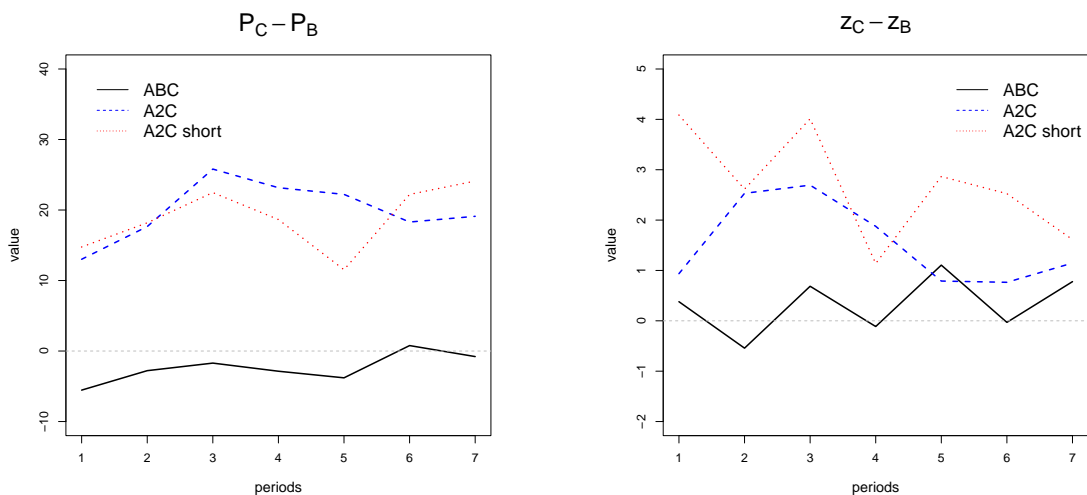 P_C − P_B
value
40
30
20
10
0
−10
ABC
A2C
A2C short
1 2 3 4 5 6 7
periods
z_C − z_B
value
5
4
3
2
1
0
−1
−2
ABC
A2C
A2C short
1 2 3 4 5 6 7
periods